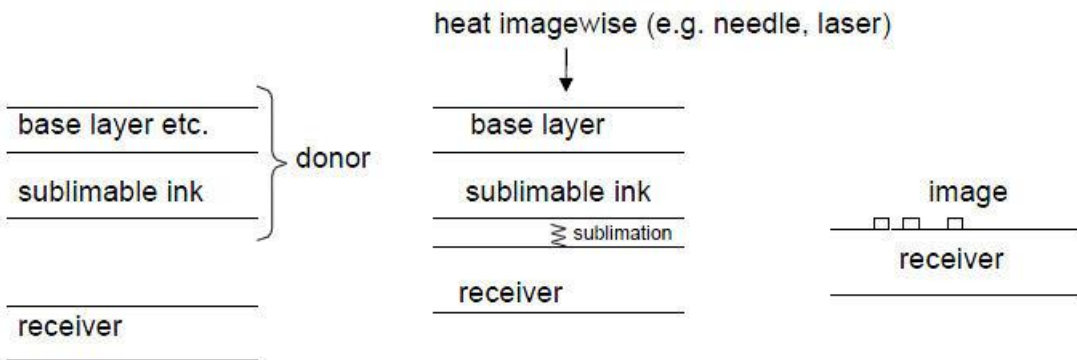 heat imagewise (e.g. needle, laser)
base layer etc.
sublimable ink
donor
receiver
base layer
sublimable ink
sublimation
receiver
image
receiver